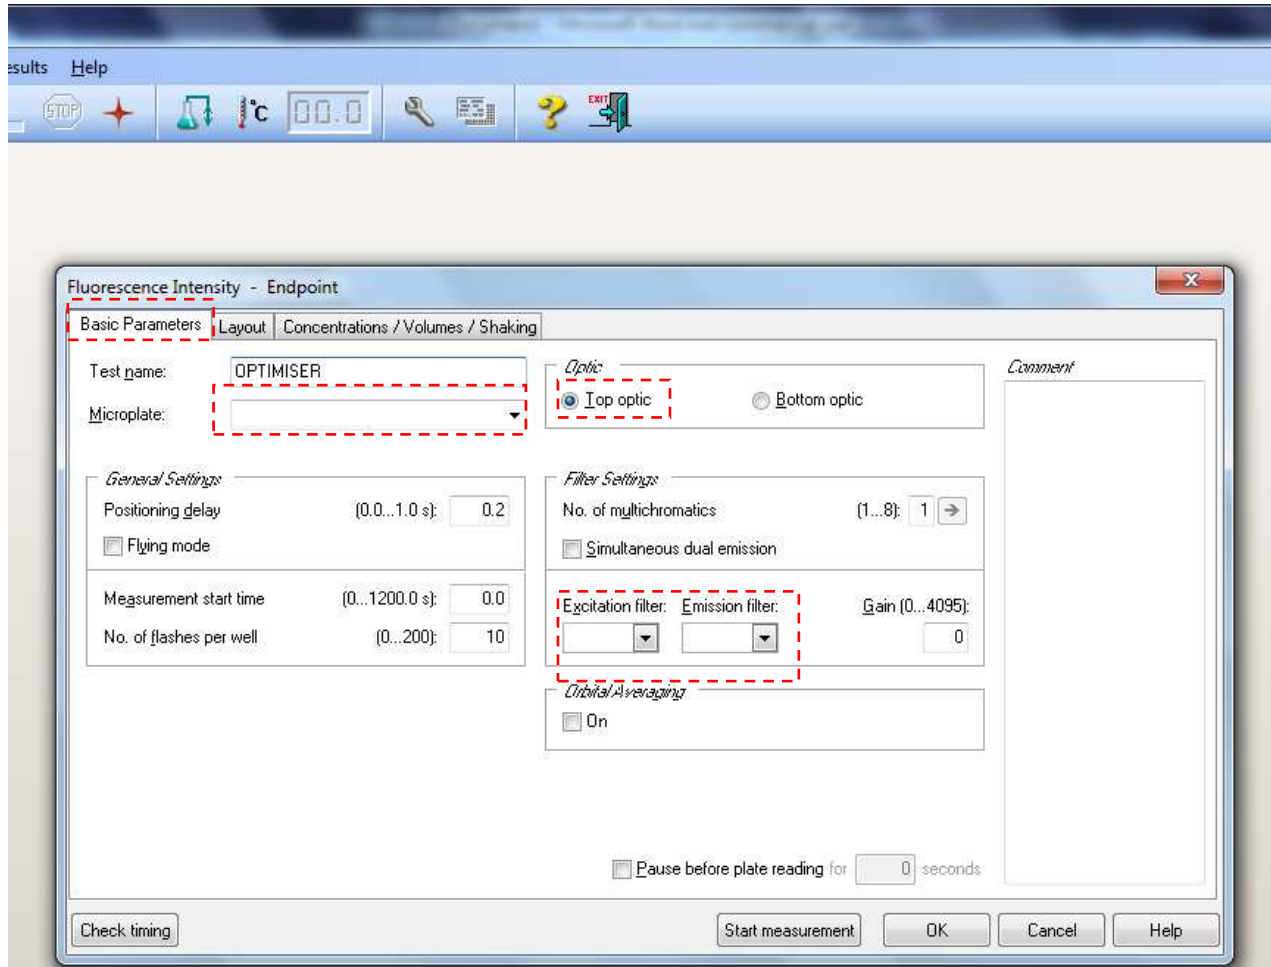 esults Help
STOP °C 00.0 EXIT
Fluorescence Intensity - Endpoint
Basic Parameters Layout Concentrations / Volumes / Shaking
Test name: OPTIMISER
Microplate:
Optic
Top optic Bottom optic
Comment
General Settings
Positioning delay (0.0...1.0 s): 0.2
Flying mode
Measurement start time (0...1200.0 s): 0.0
No. of flashes per well (0...200): 10
Filter Settings
No. of multichromatics (1...8): 1
Simultaneous dual emission
Excitation filter: Emission filter: Gain (0...4095):
0
Orbital Averaging
On
Pause before plate reading for 0 seconds
Check timing Start measurement OK Cancel Help